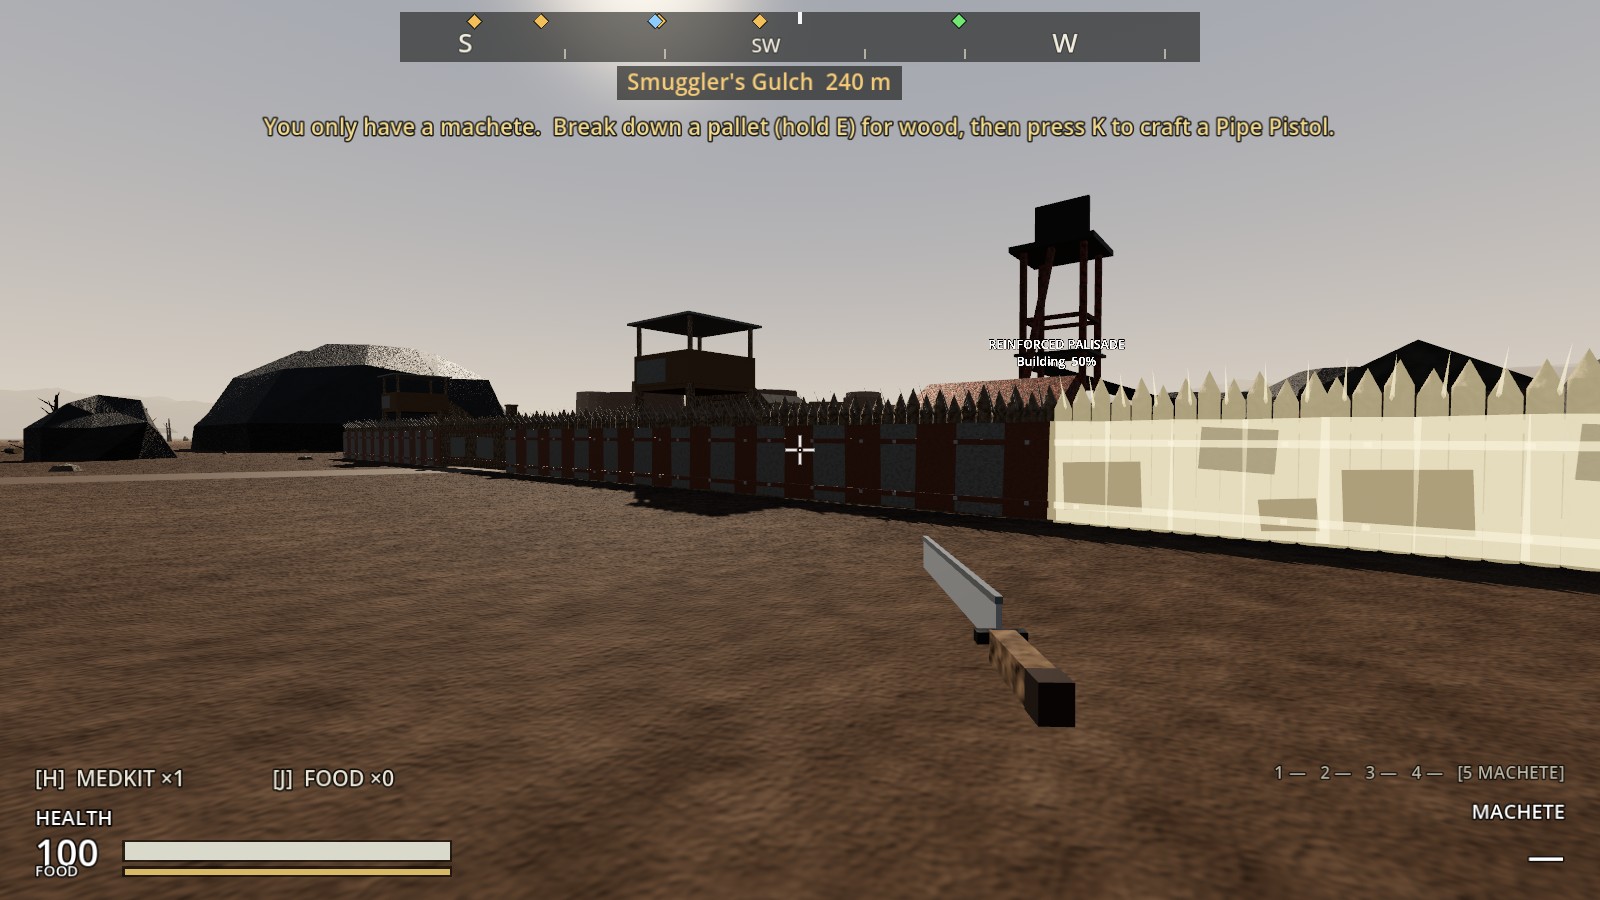 S SW W
Smuggler's Gulch 240 m
You only have a machete. Break down a pallet (hold E) for wood, then press K to craft a Pipe Pistol.
REINFORCED PALISADE
Building 50%
[H] MEDKIT ×1 [J] FOOD ×0
1 — 2 — 3 — 4 — [5 MACHETE]
HEALTH
MACHETE
100
FOOD